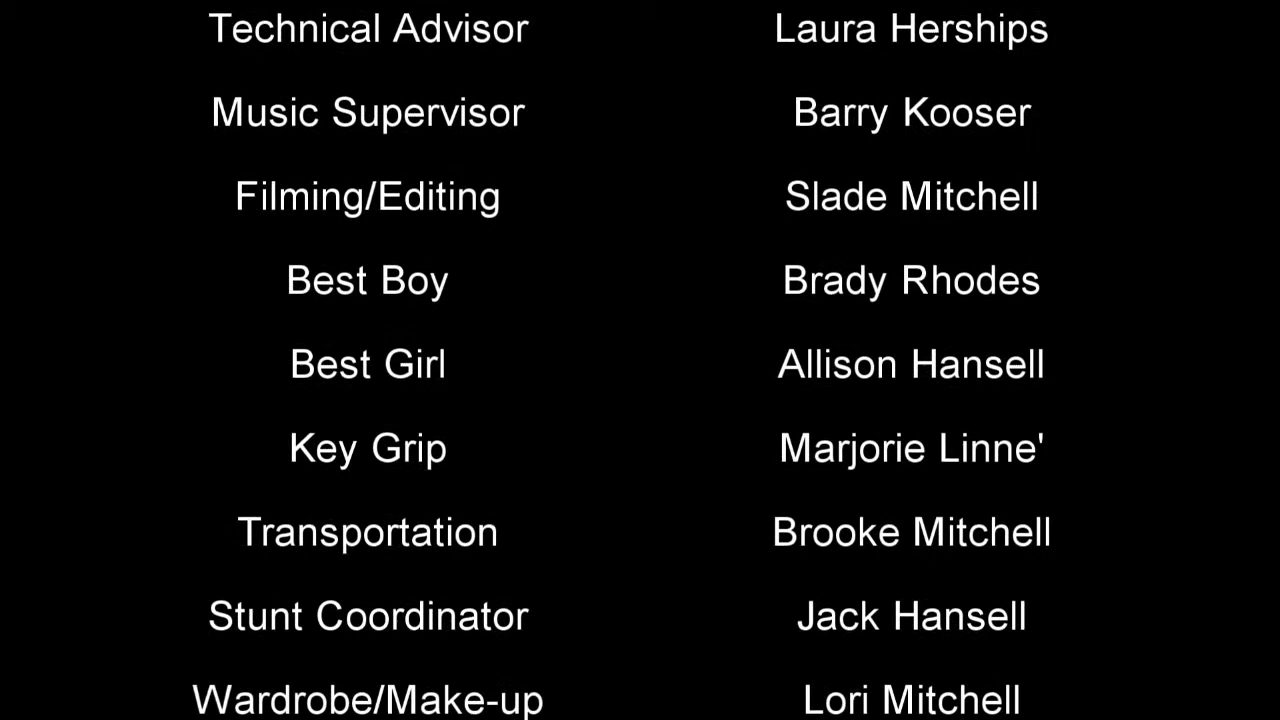 Technical Advisor Laura Herships
Music Supervisor Barry Kooser
Filming/Editing Slade Mitchell
Best Boy Brady Rhodes
Best Girl Allison Hansell
Key Grip Marjorie Linne'
Transportation Brooke Mitchell
Stunt Coordinator Jack Hansell
Wardrobe/Make-up Lori Mitchell